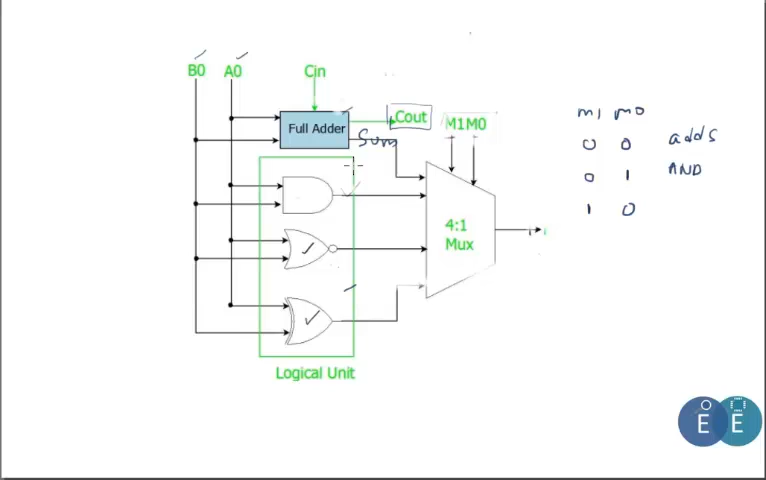 B0 A0 Cin
Cout
M1M0
Full Adder
Sum
4:1
Mux
Logical Unit
M1 M0
0 0 adds
0 1 AND
1 0
E E